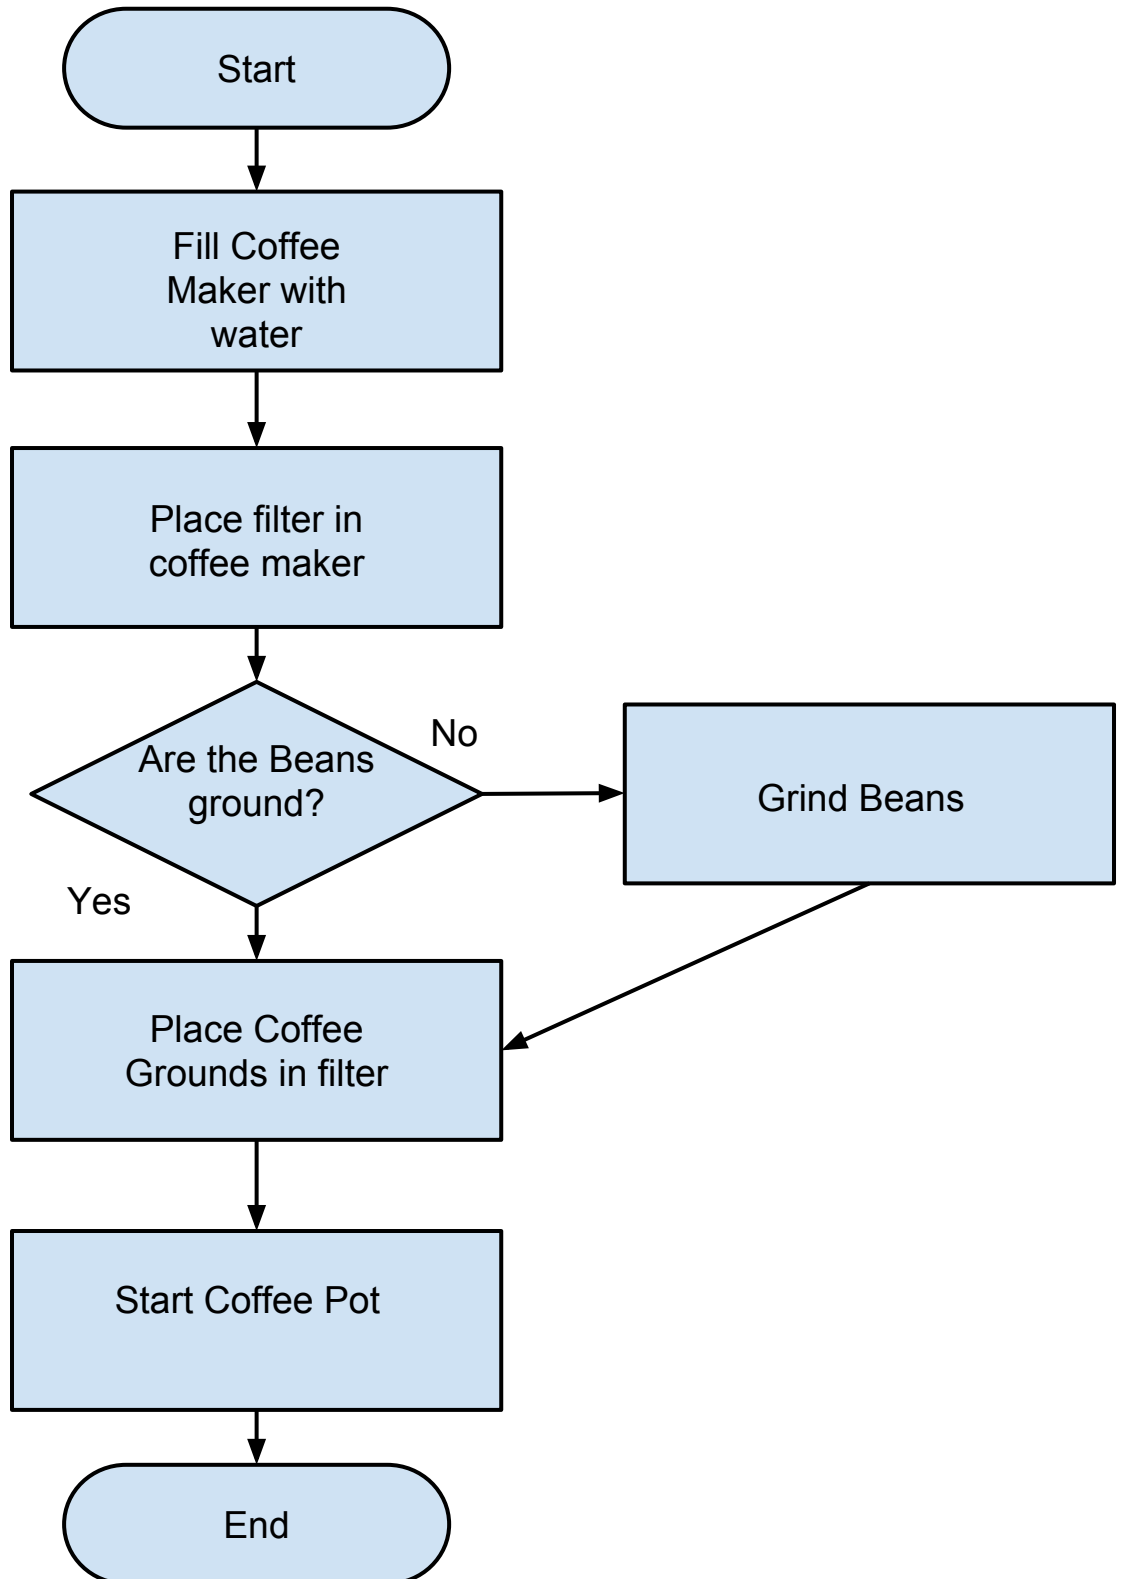 Start
Fill Coffee
Maker with
water
Place filter in
coffee maker
Are the Beans
ground?
No
Grind Beans
Yes
Place Coffee
Grounds in filter
Start Coffee Pot
End